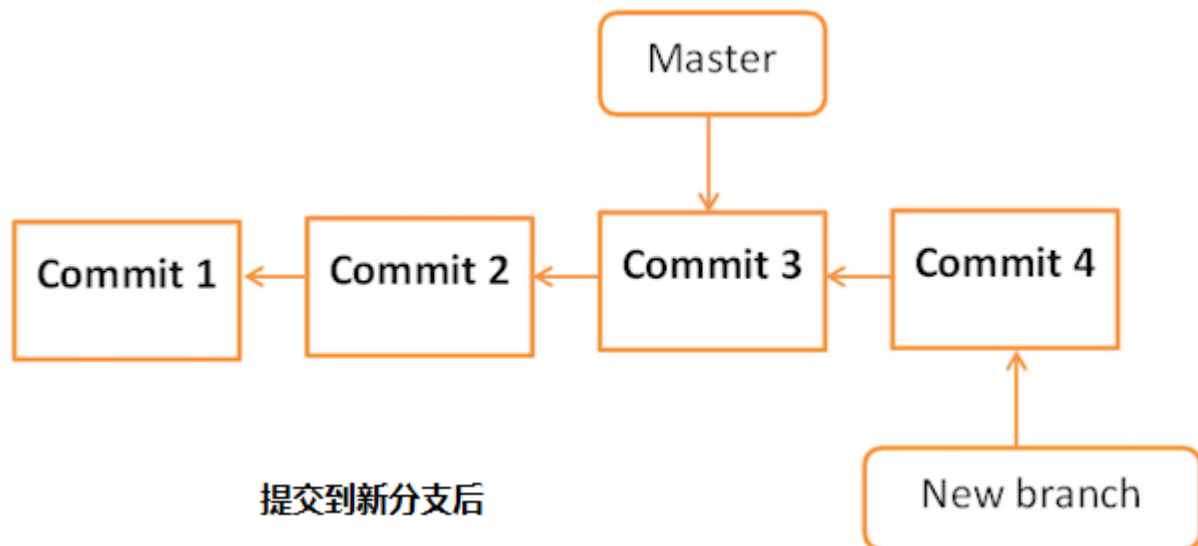 Master
Commit 1
Commit 2
Commit 3
Commit 4
提交到新分支后
New branch